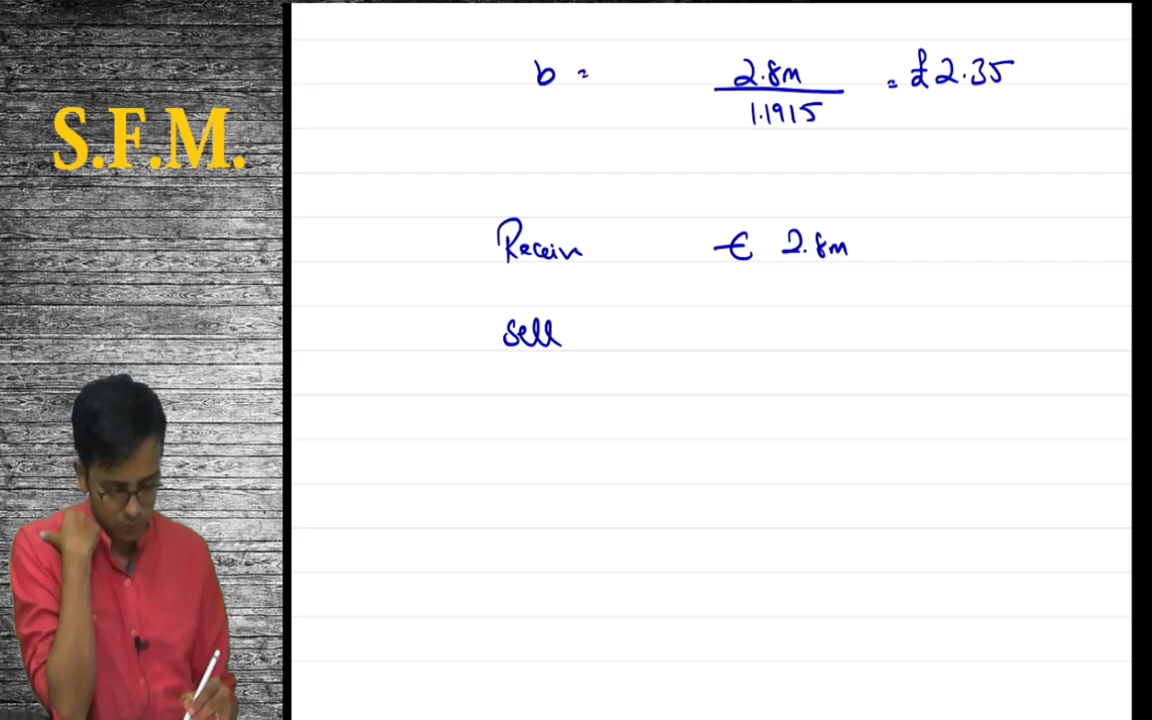 S.F.M.
b = 2.8m / 1.1915 = £2.35
Receive € 2.8m
Sell